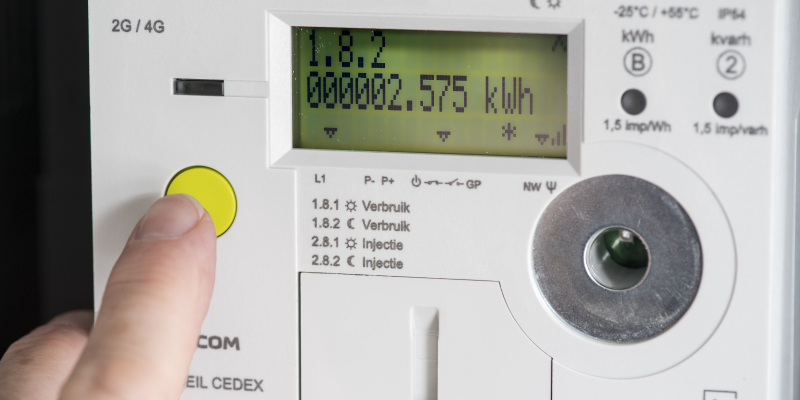 2G / 4G
-25°C / +55°C IP54
kWh kvarh
B 2
1,5 imp/Wh 1,5 imp/varh
1.8.2
000002.575 kWh
L1 P- P+ GP NW
1.8.1 Verbruik
1.8.2 Verbruik
2.8.1 Injectie
2.8.2 Injectie
COM
EIL CEDEX